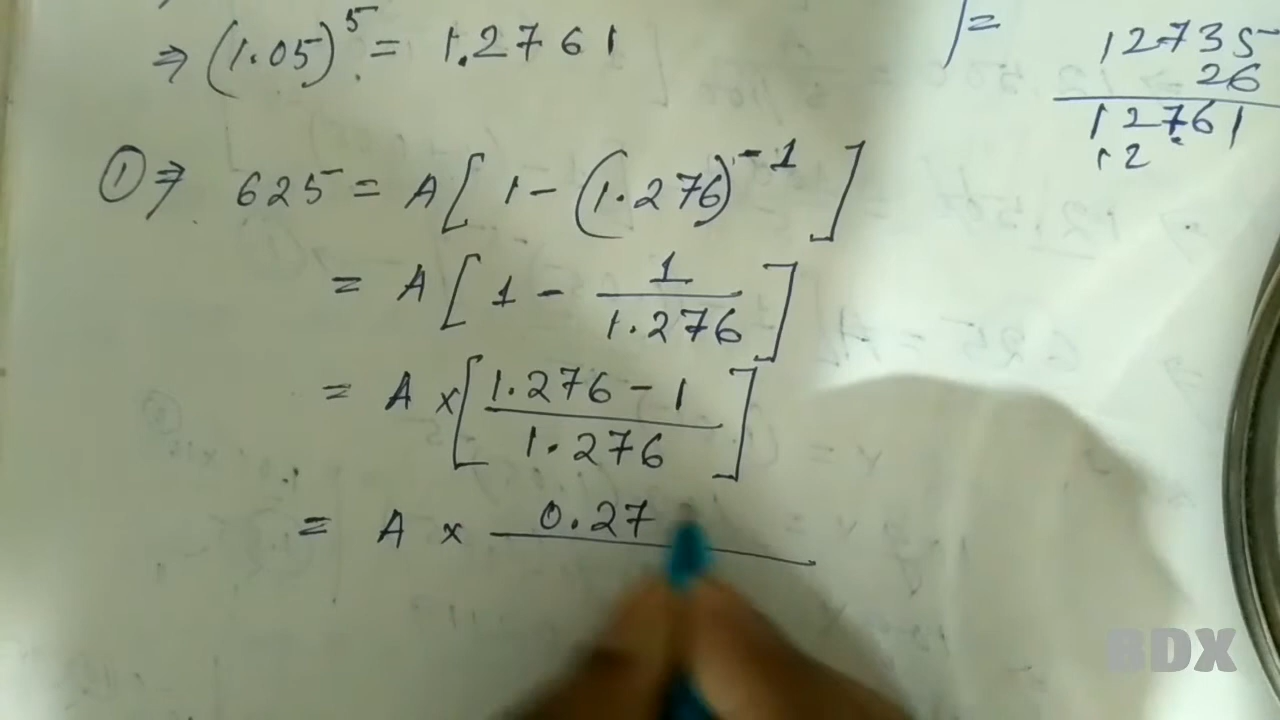 ⇒ (1.05)⁵ = 1.2761
12735
26
12761
12
① ⇒ 625 = A[1 - (1.276)⁻¹]
= A[1 - 1/1.276]
= A × [1.276 - 1/1.276]
= A × 0.27
BDX